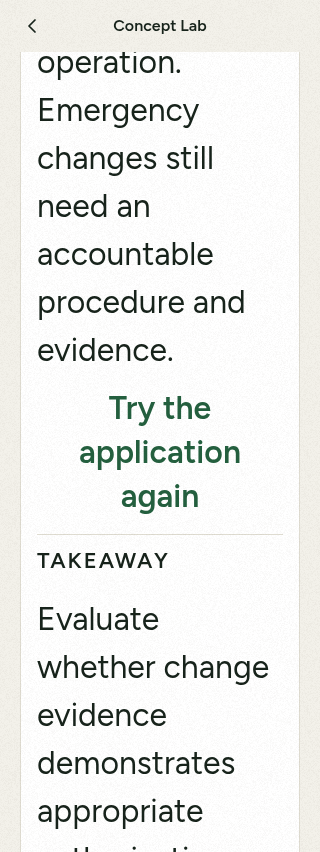 Concept Lab
operation.
Emergency
changes still
need an
accountable
procedure and
evidence.
Try the
application
again
TAKEAWAY
Evaluate
whether change
evidence
demonstrates
appropriate